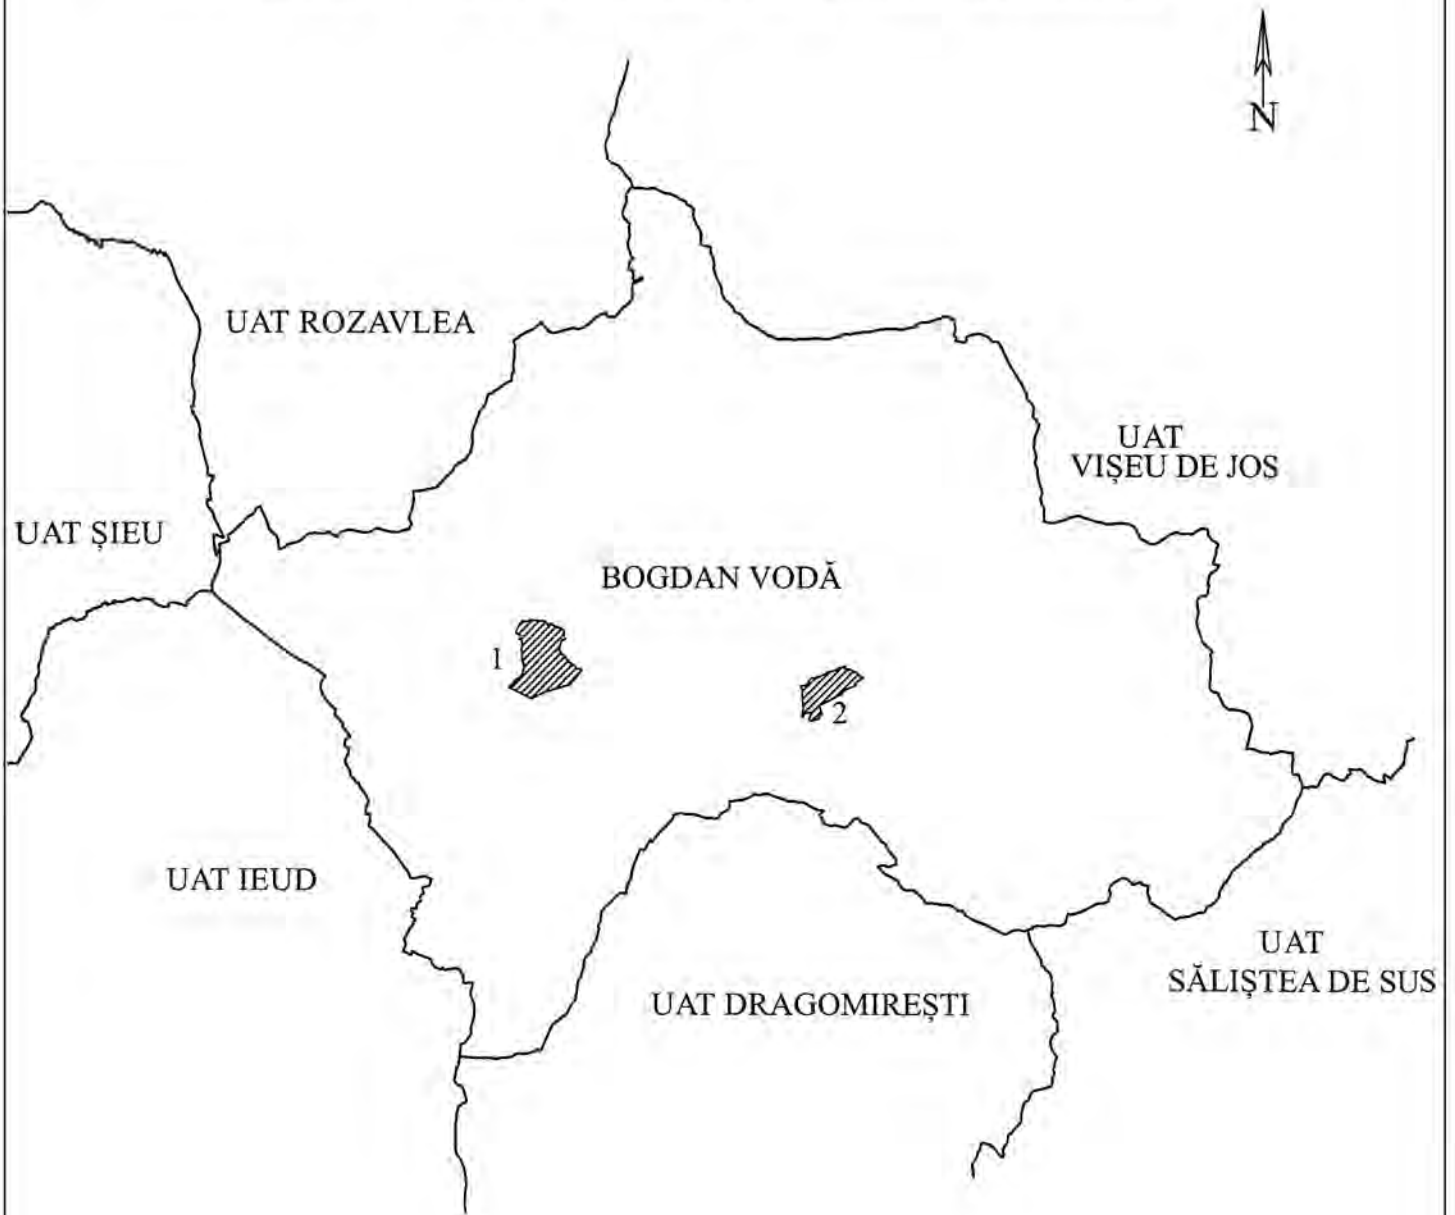 N
UAT ROZAVLEA
UAT
VIȘEU DE JOS
UAT ȘIEU
BOGDAN VODĂ
1
2
UAT IEUD
UAT
SĂLIȘTEA DE SUS
UAT DRAGOMIREȘTI